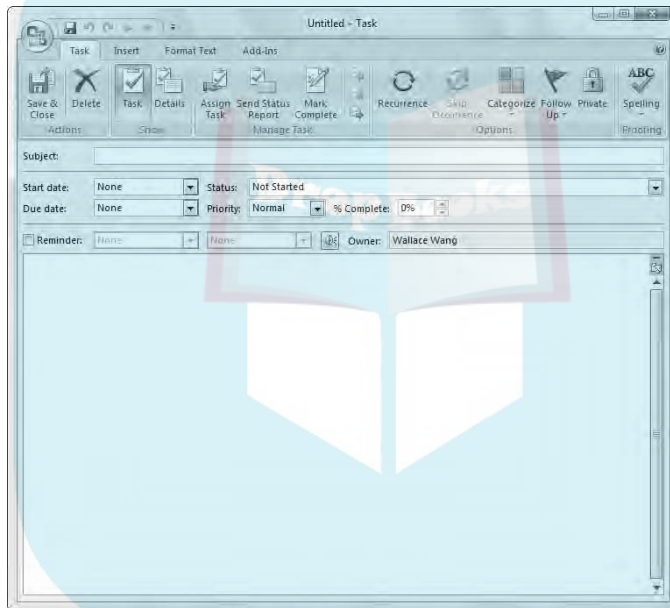 Untitled - Task
Task Insert Format Text Add-Ins
Save & Close Delete Task Details Assign Task Send Status Report Mark Complete Recurrence Skip Occurrence Categorize Follow Up Private ABC Spelling
Actions Show Manage Task Options Proofing
Subject:
DropBooks
Start date: None Status: Not Started
Due date: None Priority: Normal % Complete: 0%
Reminder: None None Owner: Wallace Wang